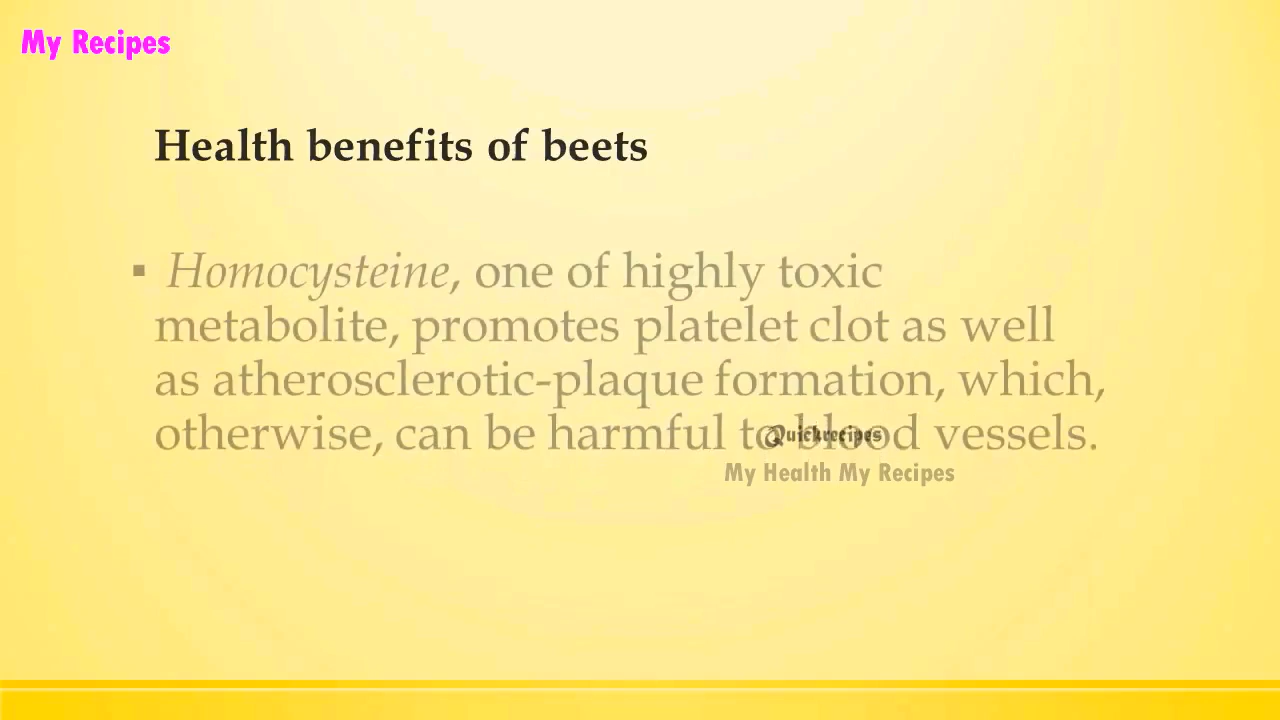 My Recipes
Health benefits of beets
▪ Homocysteine, one of highly toxic
metabolite, promotes platelet clot as well
as atherosclerotic-plaque formation, which,
otherwise, can be harmful to blood vessels.
@Quickrecipes
My Health My Recipes